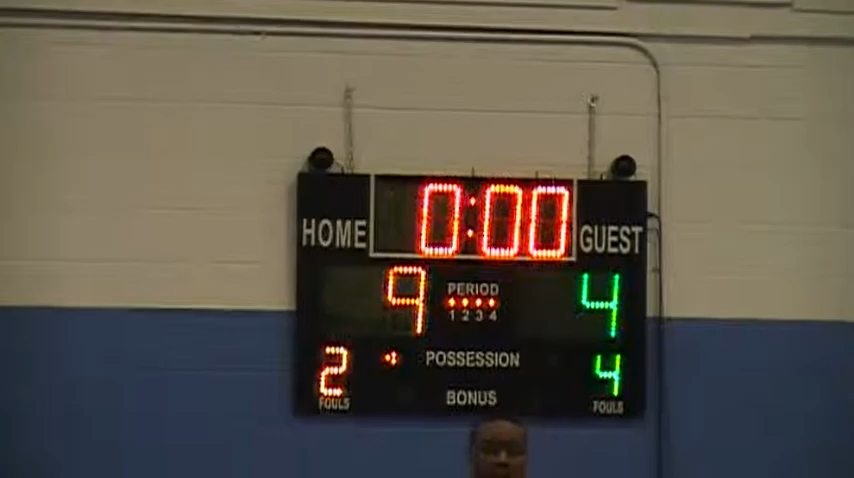 0:00
HOME GUEST
9 PERIOD 4
1 2 3 4
2 POSSESSION 4
FOULS BONUS FOULS